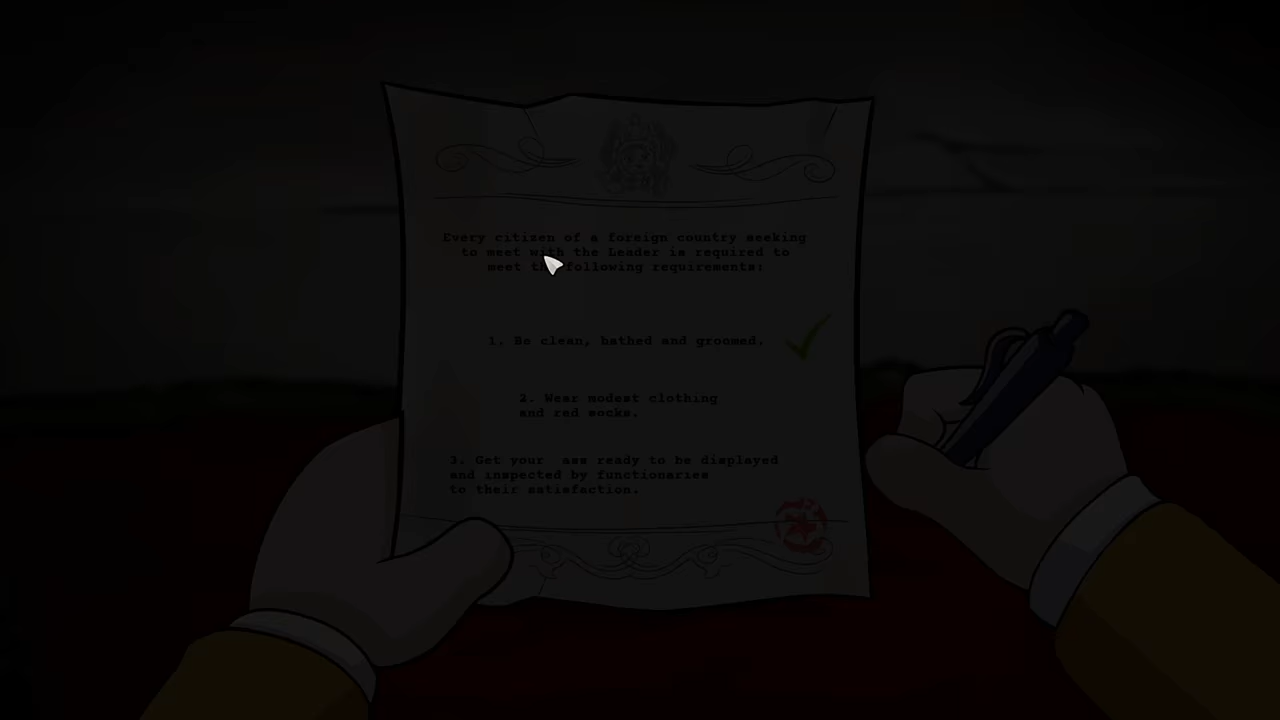 Every citizen of a foreign country seeking
to meet with the Leader is required to
meet the following requirements:
1. Be clean, bathed and groomed.
2. Wear modest clothing
and red socks.
3. Get your ass ready to be displayed
and inspected by functionaries
to their satisfaction.